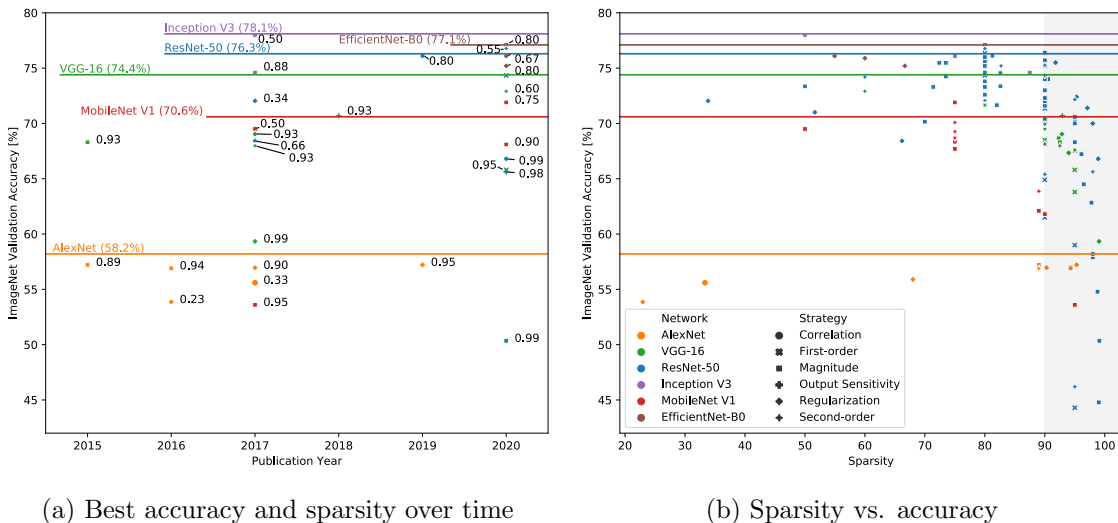 Inception V3 (78.1%)
0.50
EfficientNet-B0 (77.1%)
0.80
ResNet-50 (76.3%)
0.55
0.80
0.67
VGG-16 (74.4%)
0.88
0.80
0.60
0.34
0.75
MobileNet V1 (70.6%)
0.93
0.50
0.93
0.93
0.66
0.90
0.93
0.99
0.95
0.98
0.99
AlexNet (58.2%)
0.89
0.94
0.90
0.95
0.33
0.23
0.95
0.99
80
75
70
65
60
55
50
45
ImageNet Validation Accuracy [%]
2015 2016 2017 2018 2019 2020
Publication Year
(a) Best accuracy and sparsity over time
80
75
70
65
60
55
50
45
ImageNet Validation Accuracy [%]
Network Strategy
AlexNet Correlation
VGG-16 First-order
ResNet-50 Magnitude
Inception V3 Output Sensitivity
MobileNet V1 Regularization
EfficientNet-B0 Second-order
20 30 40 50 60 70 80 90 100
Sparsity
(b) Sparsity vs. accuracy